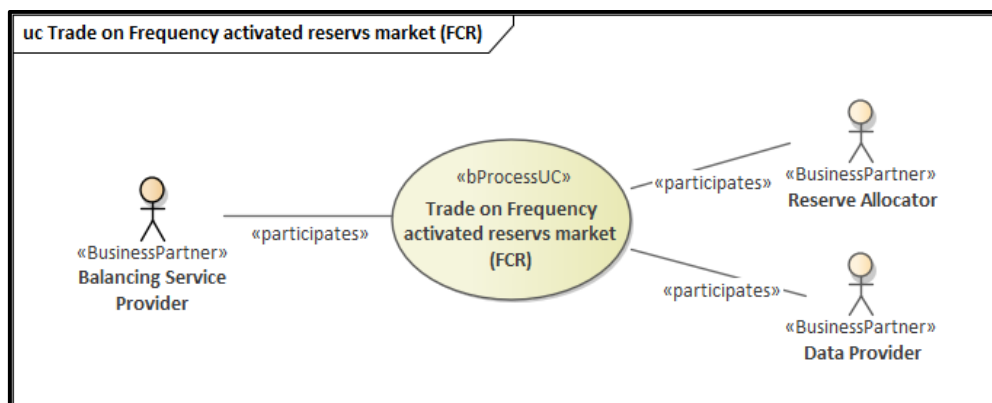 uc Trade on Frequency activated reservs market (FCR)
«bProcessUC»
Trade on Frequency
activated reservs market
(FCR)
«participates»
«BusinessPartner»
Balancing Service
Provider
«participates»
«BusinessPartner»
Reserve Allocator
«participates»
«BusinessPartner»
Data Provider